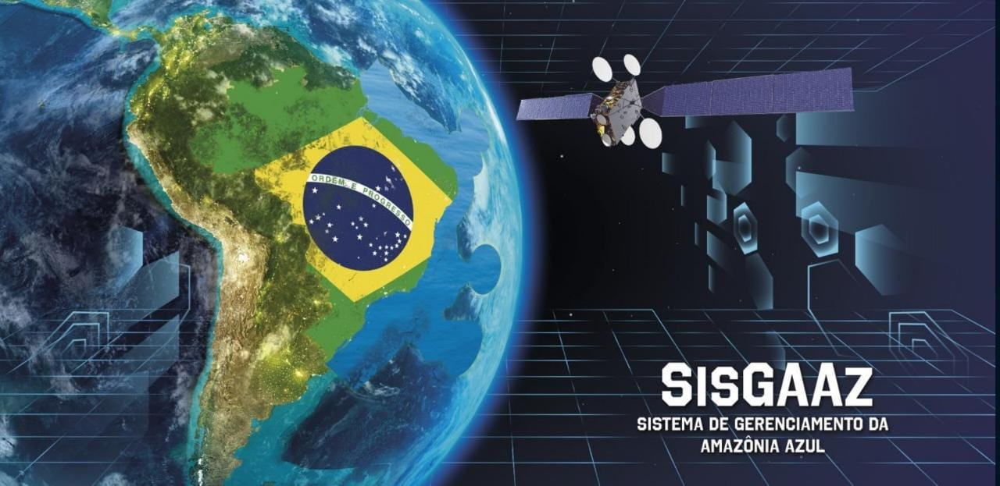 ORDEM E PROGRESSO
SISGAAZ
SISTEMA DE GERENCIAMENTO DA
AMAZÔNIA AZUL